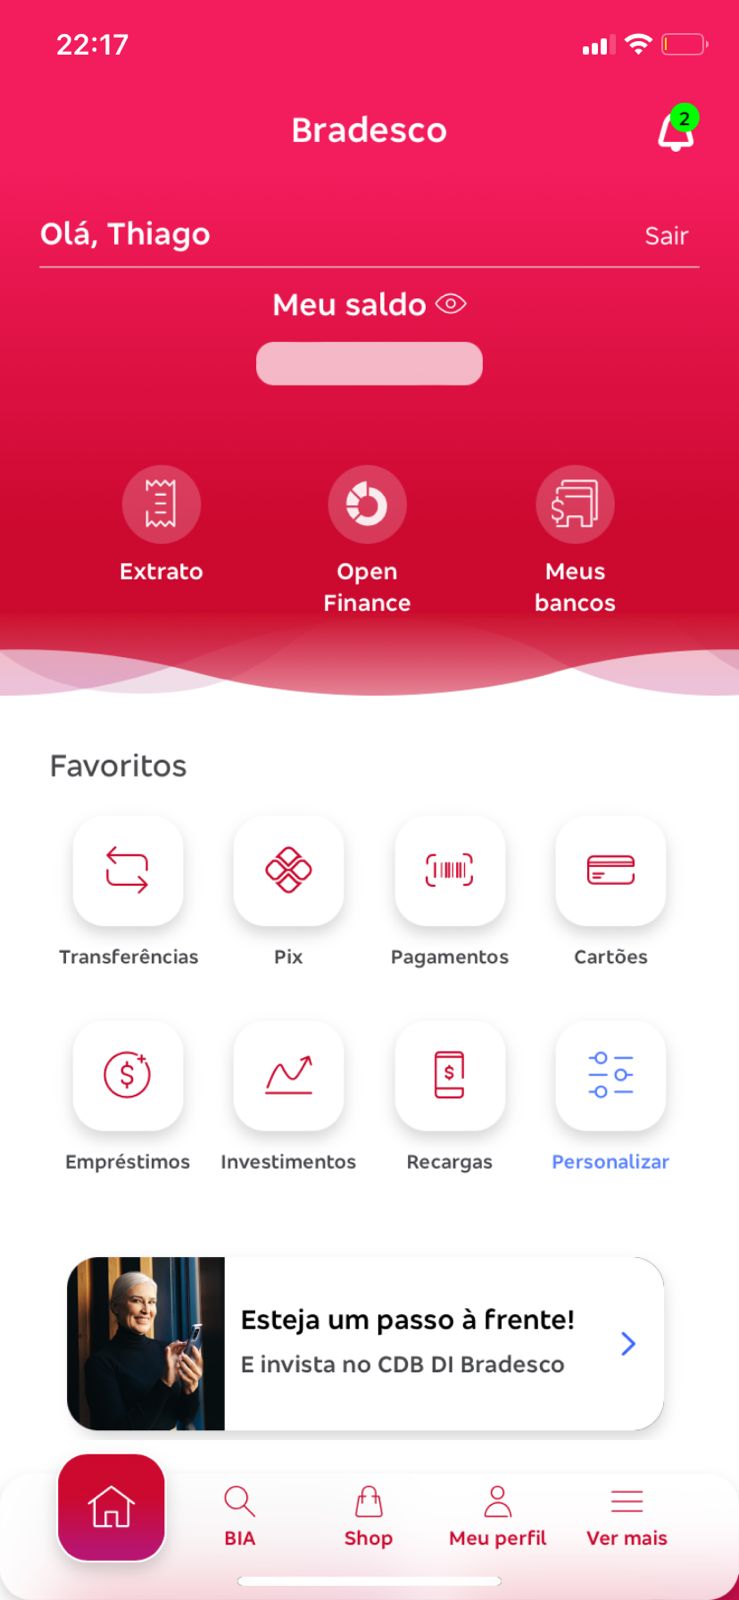 22:17
Bradesco
2
Olá, Thiago
Sair
Meu saldo
Extrato
Open
Finance
Meus
bancos
Favoritos
Transferências
Pix
Pagamentos
Cartões
Empréstimos
Investimentos
Recargas
Personalizar
Esteja um passo à frente!
E invista no CDB DI Bradesco
BIA
Shop
Meu perfil
Ver mais